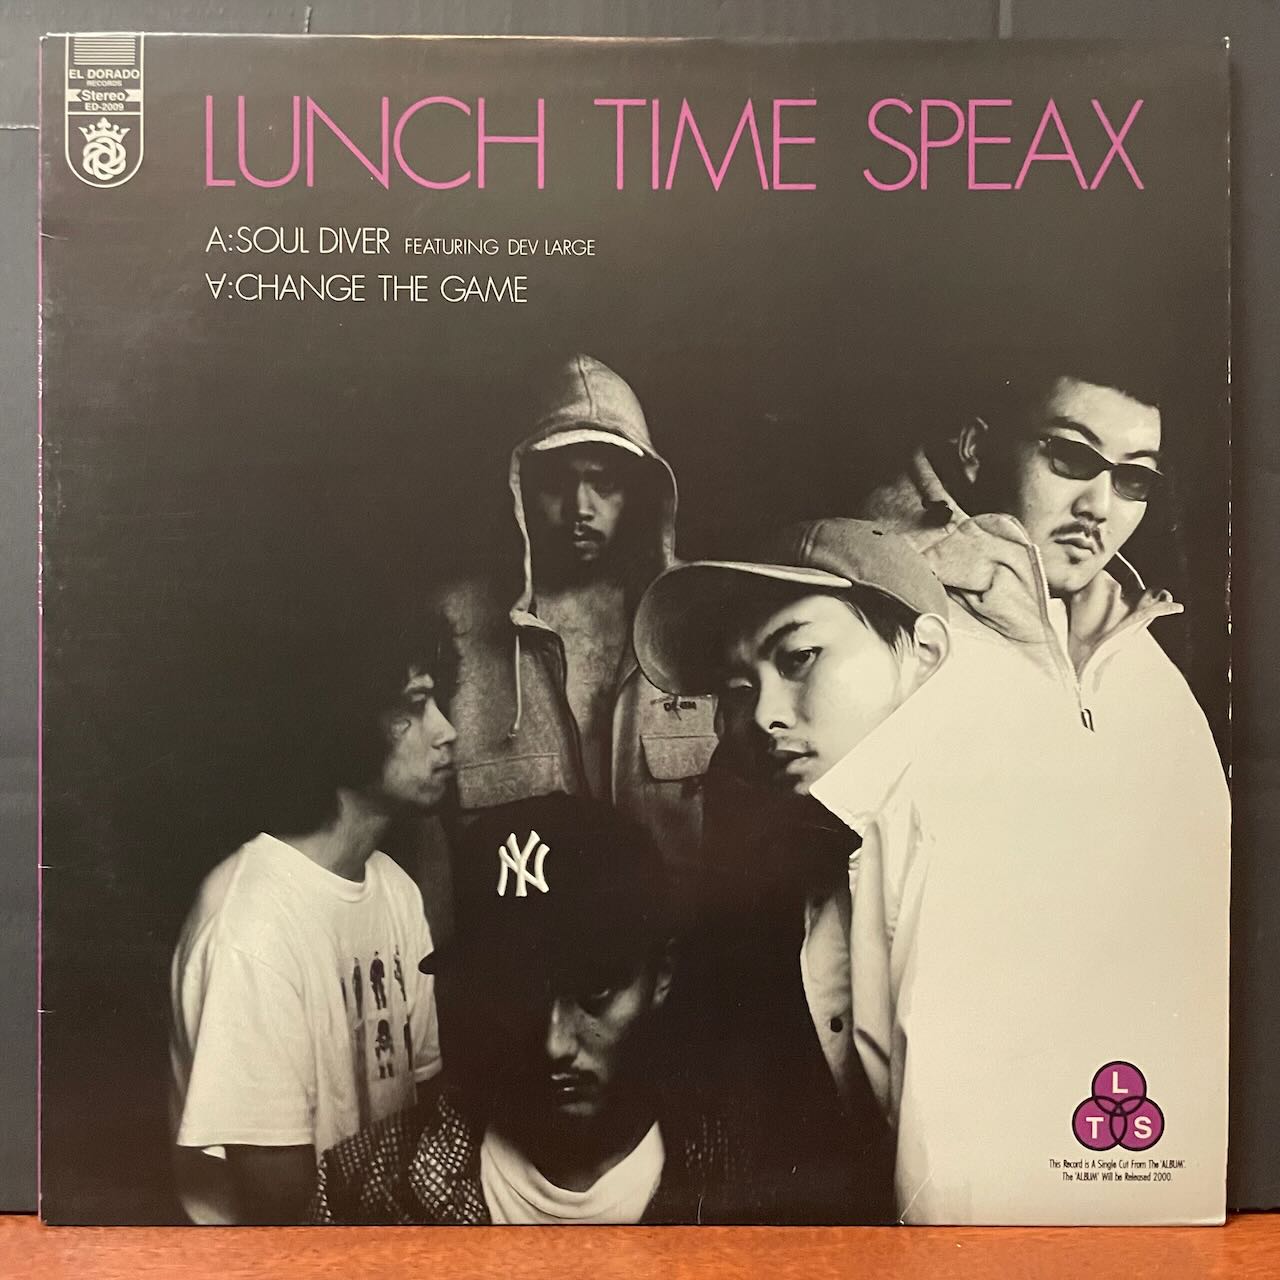 EL DORADO
RECORDS
Stereo
ED-2009
LUNCH TIME SPEAX
A:SOUL DIVER FEATURING DEV LARGE
∀:CHANGE THE GAME
NY
L
T S
This Record is A Single Cut From The 'ALBUM'.
The 'ALBUM' Will be Released 2000.